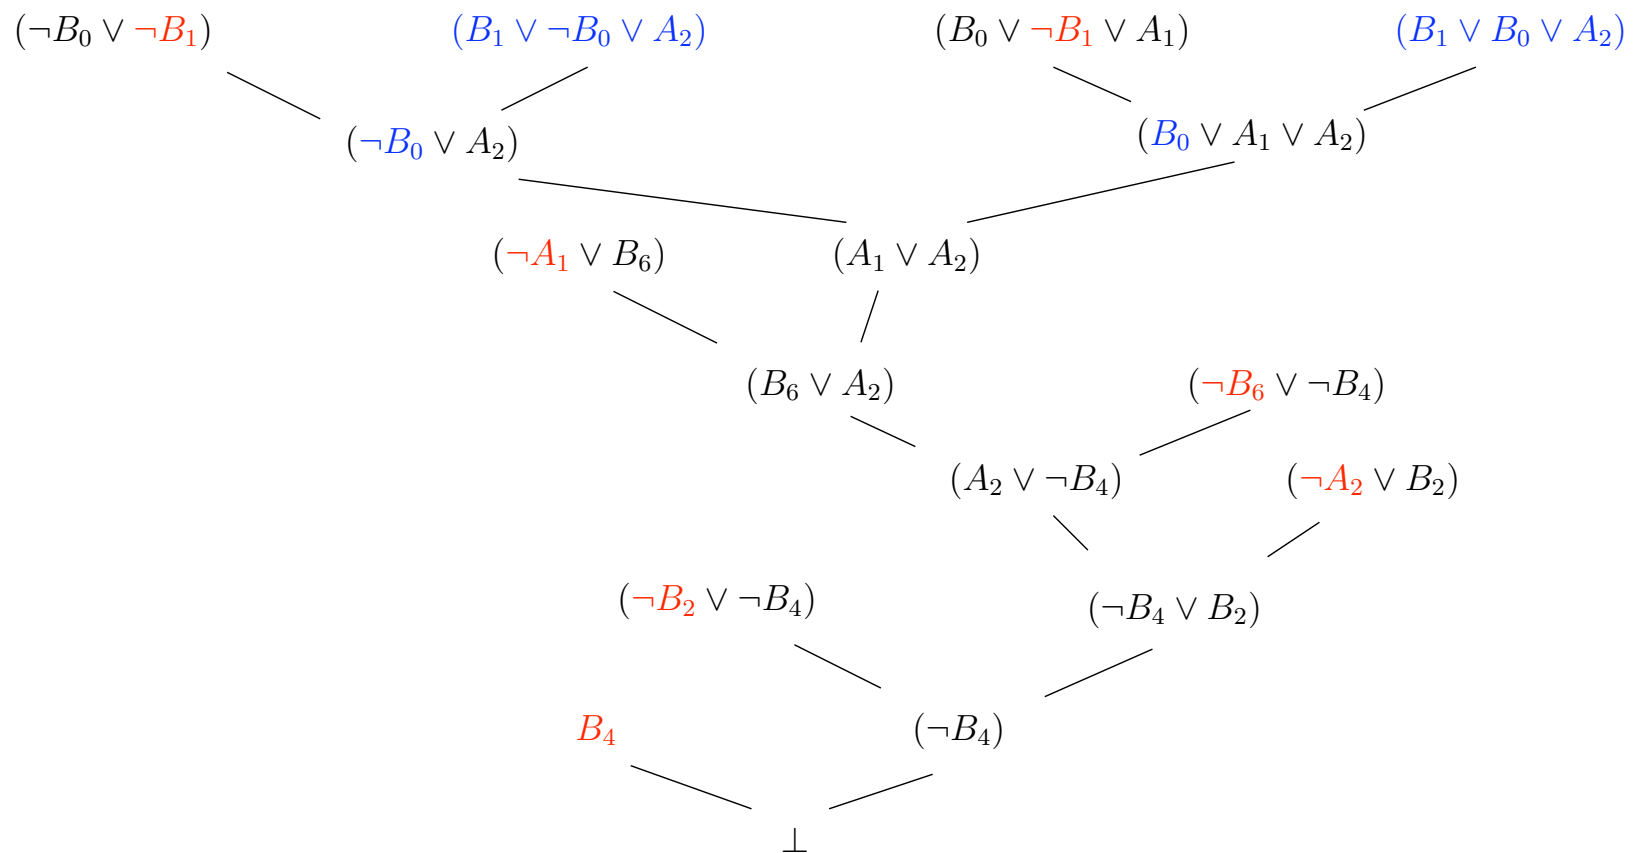 (¬B₀ ∨ ¬B₁) (B₁ ∨ ¬B₀ ∨ A₂) (B₀ ∨ ¬B₁ ∨ A₁) (B₁ ∨ B₀ ∨ A₂)
(¬B₀ ∨ A₂) (B₀ ∨ A₁ ∨ A₂)
(¬A₁ ∨ B₆) (A₁ ∨ A₂)
(B₆ ∨ A₂) (¬B₆ ∨ ¬B₄)
(A₂ ∨ ¬B₄) (¬A₂ ∨ B₂)
(¬B₂ ∨ ¬B₄) (¬B₄ ∨ B₂)
B₄ (¬B₄)
⊥